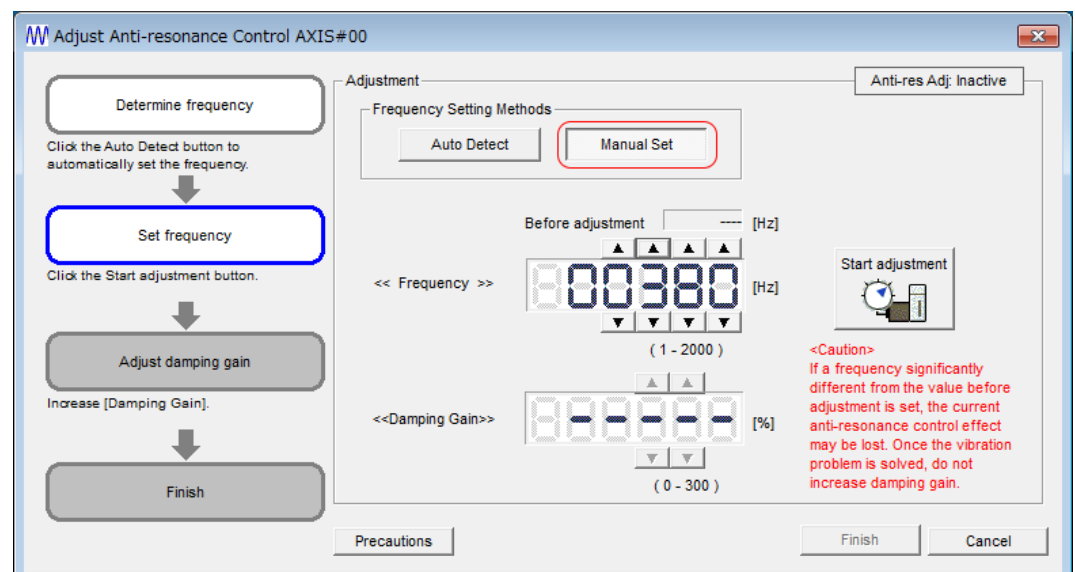 Adjust Anti-resonance Control AXIS#00
Determine frequency
Click the Auto Detect button to
automatically set the frequency.
Set frequency
Click the Start adjustment button.
Adjust damping gain
Increase [Damping Gain].
Finish
Adjustment
Anti-res Adj: Inactive
Frequency Setting Methods
Auto Detect
Manual Set
Before adjustment ---- [Hz]
<< Frequency >> 00380 [Hz]
( 1 - 2000 )
<<Damping Gain>> ----- [%]
( 0 - 300 )
Start adjustment
<Caution>
If a frequency significantly
different from the value before
adjustment is set, the current
anti-resonance control effect
may be lost. Once the vibration
problem is solved, do not
increase damping gain.
Precautions
Finish
Cancel